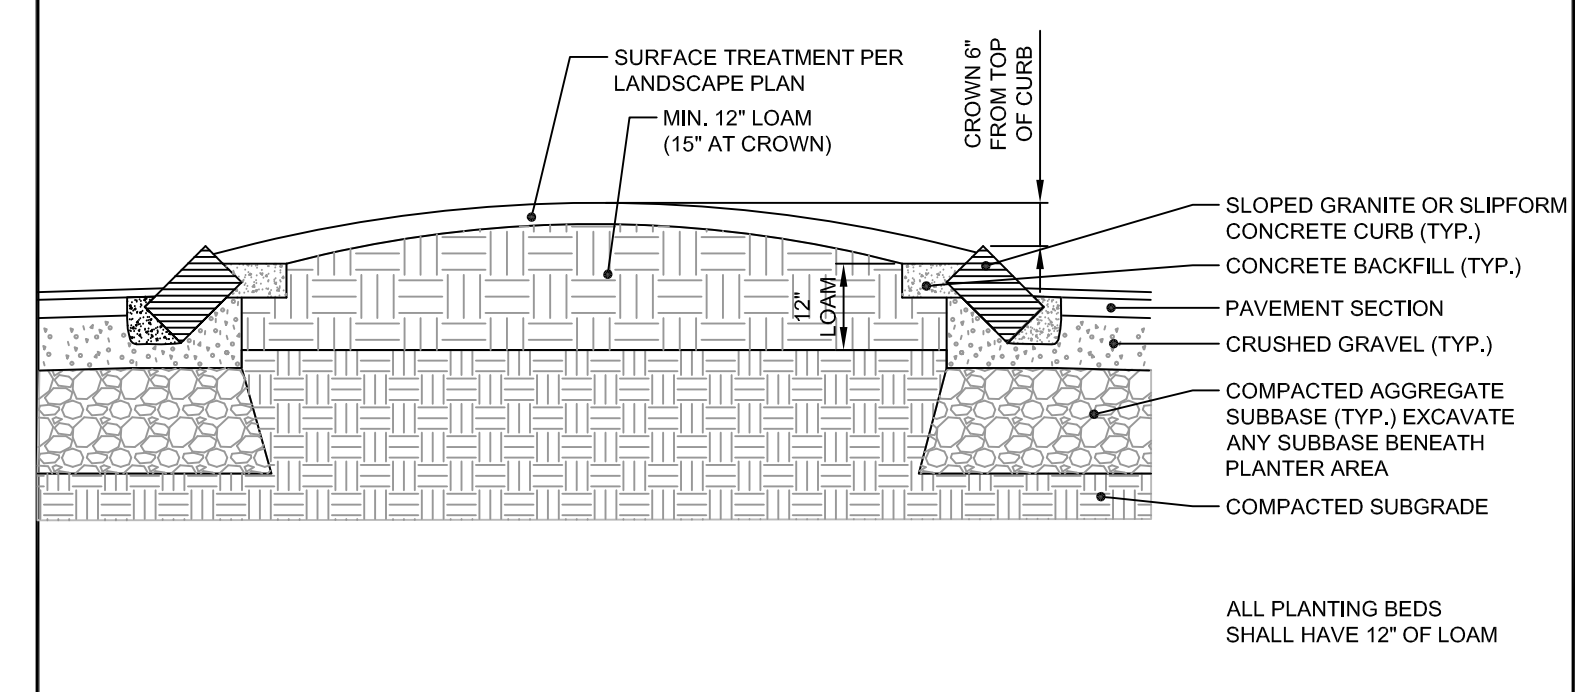 SURFACE TREATMENT PER
LANDSCAPE PLAN
MIN. 12" LOAM
(15" AT CROWN)
CROWN 6"
FROM TOP
OF CURB
12"
LOAM
SLOPED GRANITE OR SLIPFORM
CONCRETE CURB (TYP.)
CONCRETE BACKFILL (TYP.)
PAVEMENT SECTION
CRUSHED GRAVEL (TYP.)
COMPACTED AGGREGATE
SUBBASE (TYP.) EXCAVATE
ANY SUBBASE BENEATH
PLANTER AREA
COMPACTED SUBGRADE
ALL PLANTING BEDS
SHALL HAVE 12" OF LOAM